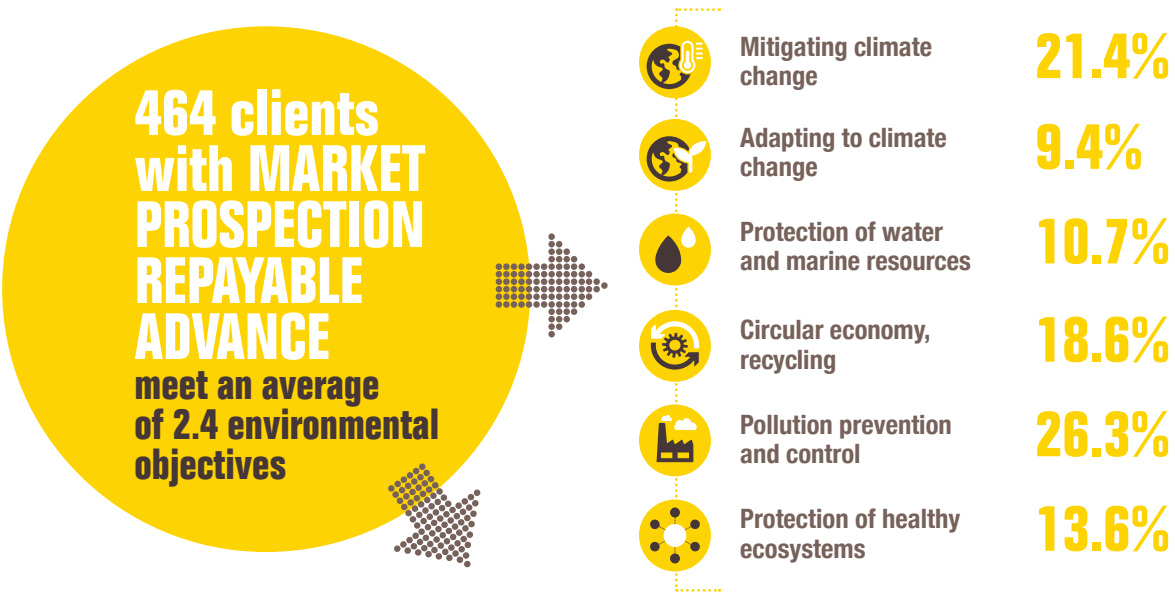 464 clients
with MARKET
PROSPECTION
REPAYABLE
ADVANCE
meet an average
of 2.4 environmental
objectives
Mitigating climate
change
21.4%
Adapting to climate
change
9.4%
Protection of water
and marine resources
10.7%
Circular economy,
recycling
18.6%
Pollution prevention
and control
26.3%
Protection of healthy
ecosystems
13.6%